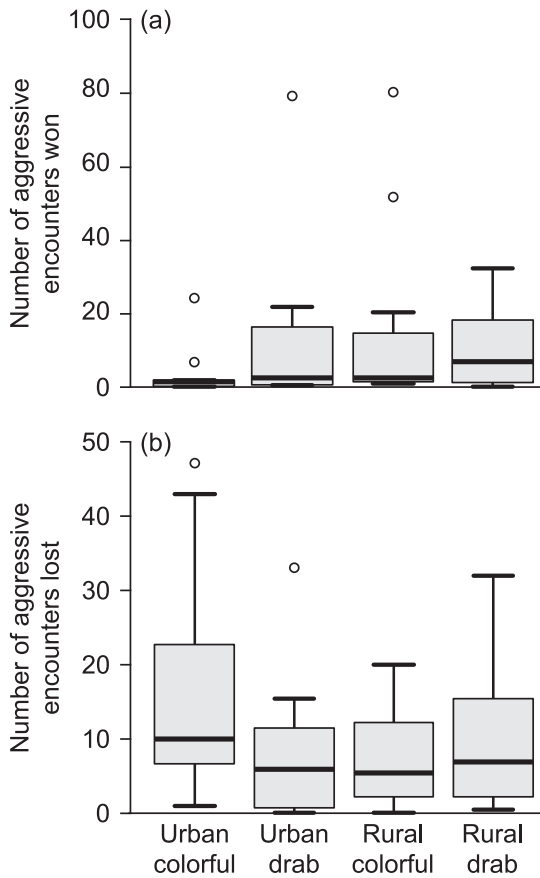 (a)
100
80
60
40
20
0
Number of aggressive
encounters won
(b)
50
40
30
20
10
0
Number of aggressive
encounters lost
Urban
colorful
Urban
drab
Rural
colorful
Rural
drab